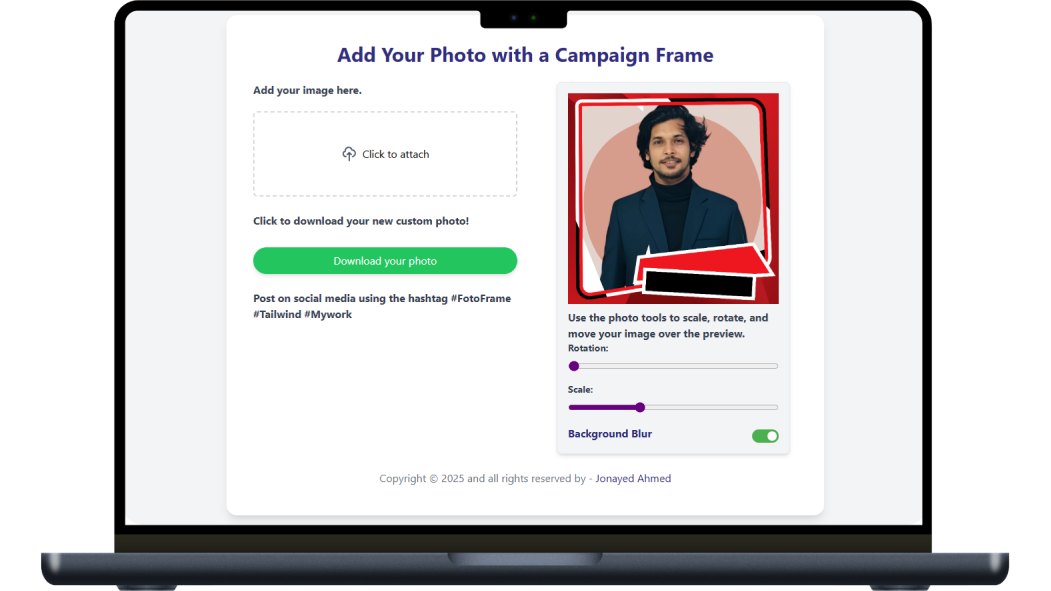 Add Your Photo with a Campaign Frame
Add your image here.
Click to attach
Click to download your new custom photo!
Download your photo
Post on social media using the hashtag #FotoFrame
#Tailwind #Mywork
Use the photo tools to scale, rotate, and
move your image over the preview.
Rotation:
Scale:
Background Blur
Copyright © 2025 and all rights reserved by - Jonayed Ahmed